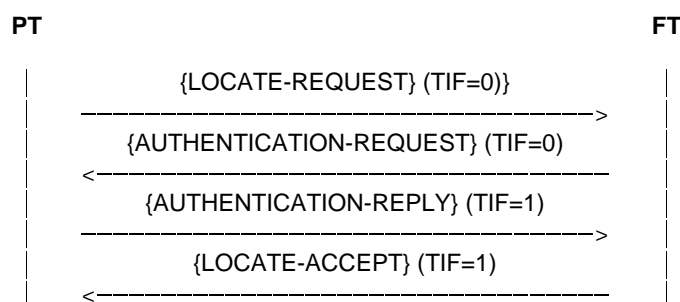 PT FT
{LOCATE-REQUEST} (TIF=0)}
{AUTHENTICATION-REQUEST} (TIF=0)
{AUTHENTICATION-REPLY} (TIF=1)
{LOCATE-ACCEPT} (TIF=1)